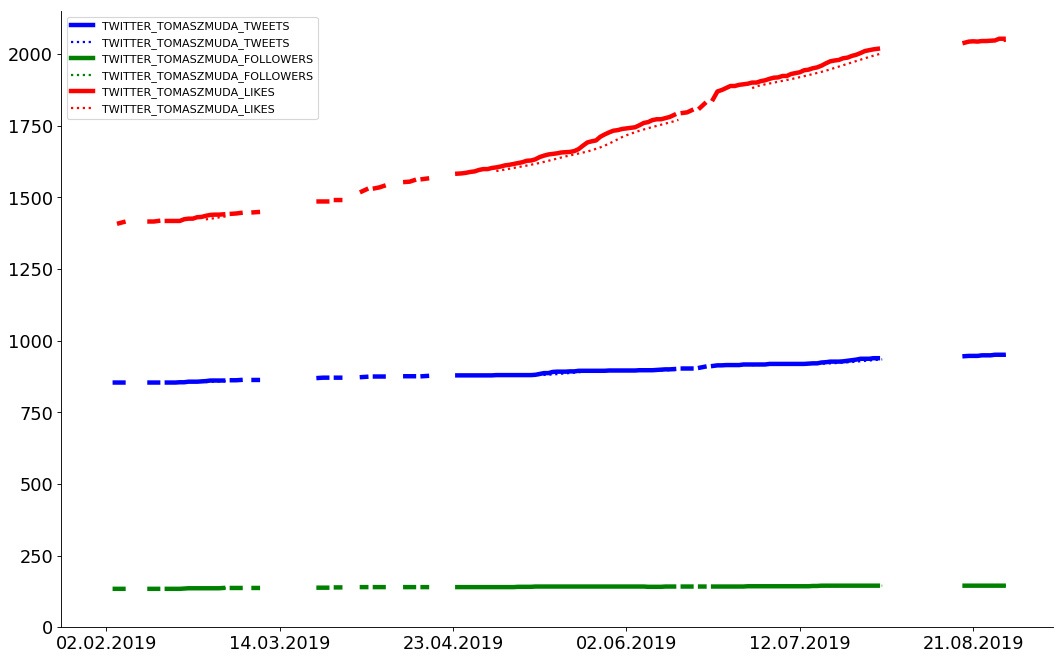 TWITTER_TOMASZMUDA_TWEETS
TWITTER_TOMASZMUDA_TWEETS
TWITTER_TOMASZMUDA_FOLLOWERS
TWITTER_TOMASZMUDA_FOLLOWERS
TWITTER_TOMASZMUDA_LIKES
TWITTER_TOMASZMUDA_LIKES
2000
1750
1500
1250
1000
750
500
250
0
02.02.2019 14.03.2019 23.04.2019 02.06.2019 12.07.2019 21.08.2019